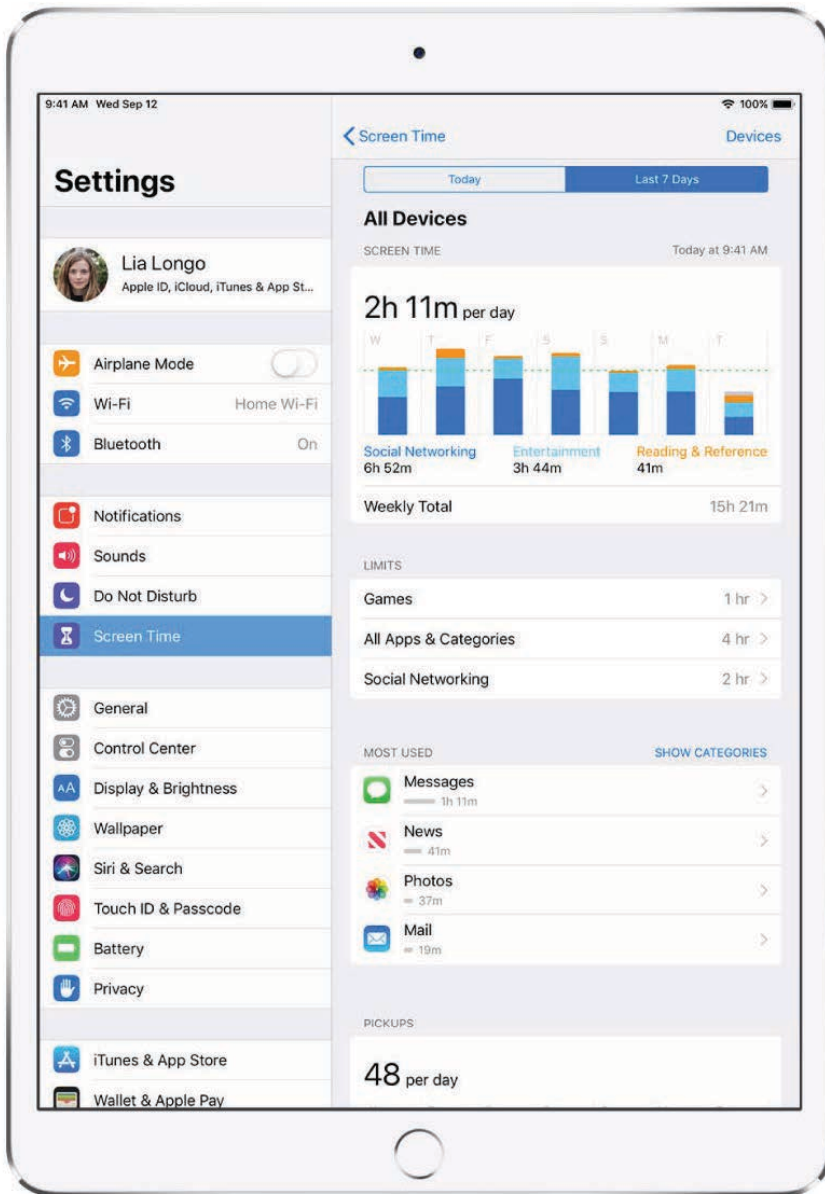 9:41 AM Wed Sep 12
100%
Settings
Lia Longo
Apple ID, iCloud, iTunes & App St...
Airplane Mode
Wi-Fi Home Wi-Fi
Bluetooth On
Notifications
Sounds
Do Not Disturb
Screen Time
General
Control Center
AA Display & Brightness
Wallpaper
Siri & Search
Touch ID & Passcode
Battery
Privacy
iTunes & App Store
Wallet & Apple Pay
Screen Time Devices
Today Last 7 Days
All Devices
SCREEN TIME Today at 9:41 AM
2h 11m per day
W T F S S M T
Social Networking Entertainment Reading & Reference
6h 52m 3h 44m 41m
Weekly Total 15h 21m
LIMITS
Games 1 hr
All Apps & Categories 4 hr
Social Networking 2 hr
MOST USED SHOW CATEGORIES
Messages
1h 11m
News
41m
Photos
37m
Mail
19m
PICKUPS
48 per day